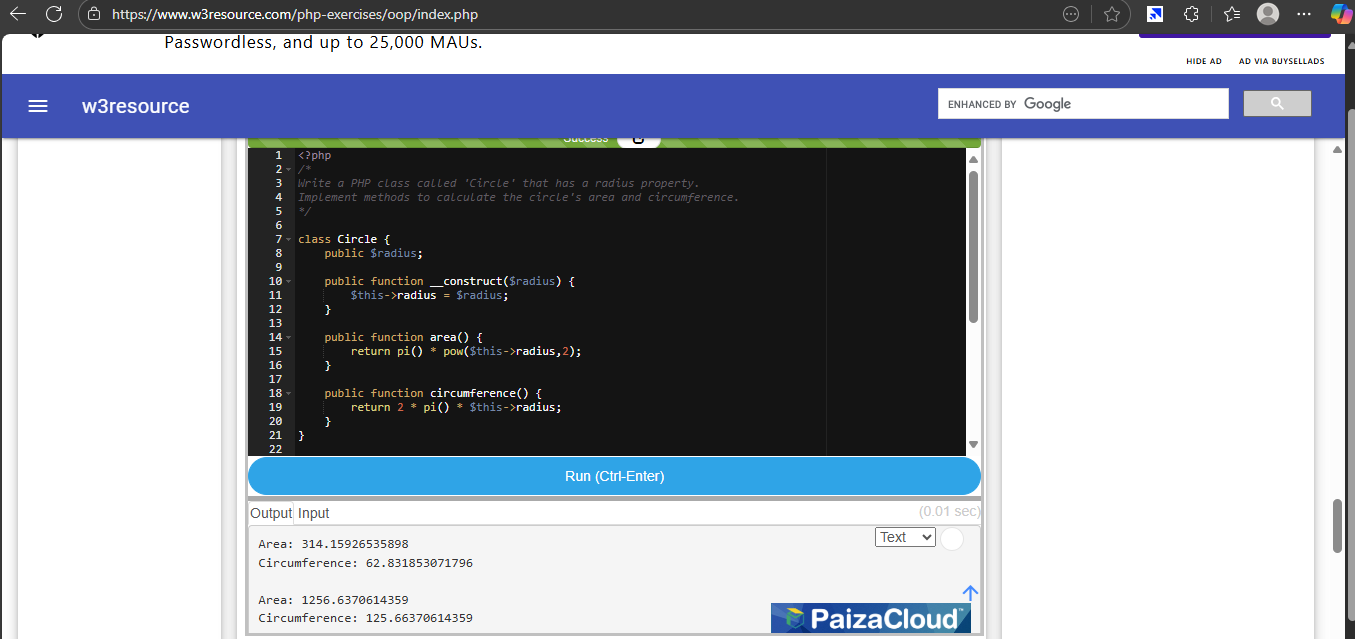 https://www.w3resource.com/php-exercises/oop/index.php
Passwordless, and up to 25,000 MAUs.
HIDE AD AD VIA BUYSELLADS
w3resource
ENHANCED BY Google
Success
1 <?php
2 /*
3 Write a PHP class called 'Circle' that has a radius property.
4 Implement methods to calculate the circle's area and circumference.
5 */
6
7 class Circle {
8     public $radius;
9
10     public function __construct($radius) {
11         $this->radius = $radius;
12     }
13
14     public function area() {
15         return pi() * pow($this->radius,2);
16     }
17
18     public function circumference() {
19         return 2 * pi() * $this->radius;
20     }
21 }
22
Run (Ctrl-Enter)
Output Input (0.01 sec)
Text
Area: 314.15926535898
Circumference: 62.831853071796
Area: 1256.6370614359
Circumference: 125.66370614359
PaizaCloud